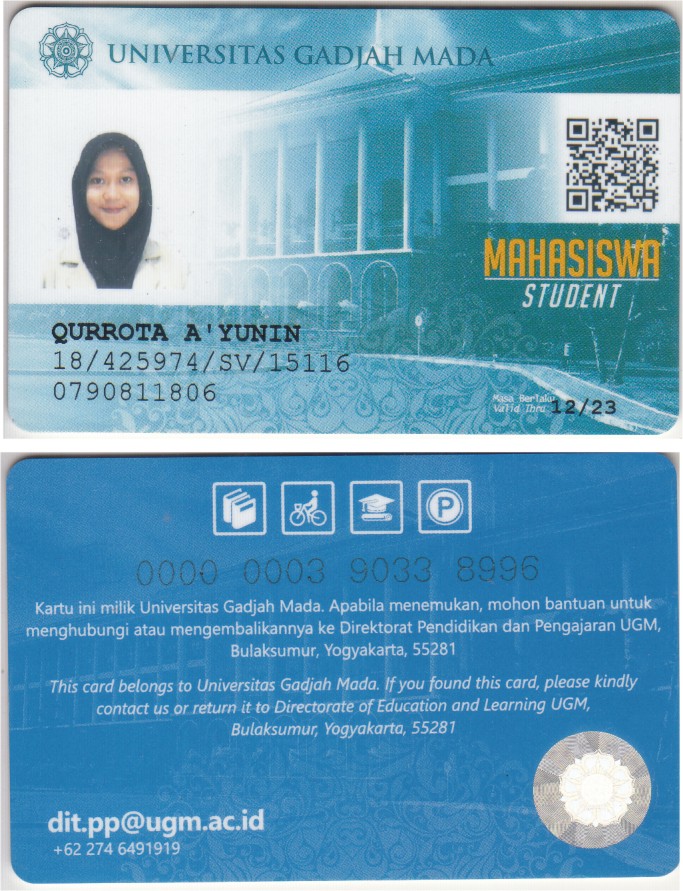 UNIVERSITAS GADJAH MADA
MAHASISWA
STUDENT
QURROTA A'YUNIN
18/425974/SV/15116
0790811806
Masa Berlaku
Valid Thru 12/23
P
0000 0003 9033 8996
Kartu ini milik Universitas Gadjah Mada. Apabila menemukan, mohon bantuan untuk
menghubungi atau mengembalikannya ke Direktorat Pendidikan dan Pengajaran UGM,
Bulaksumur, Yogyakarta, 55281
This card belongs to Universitas Gadjah Mada. If you found this card, please kindly
contact us or return it to Directorate of Education and Learning UGM,
Bulaksumur, Yogyakarta, 55281
dit.pp@ugm.ac.id
+62 274 6491919